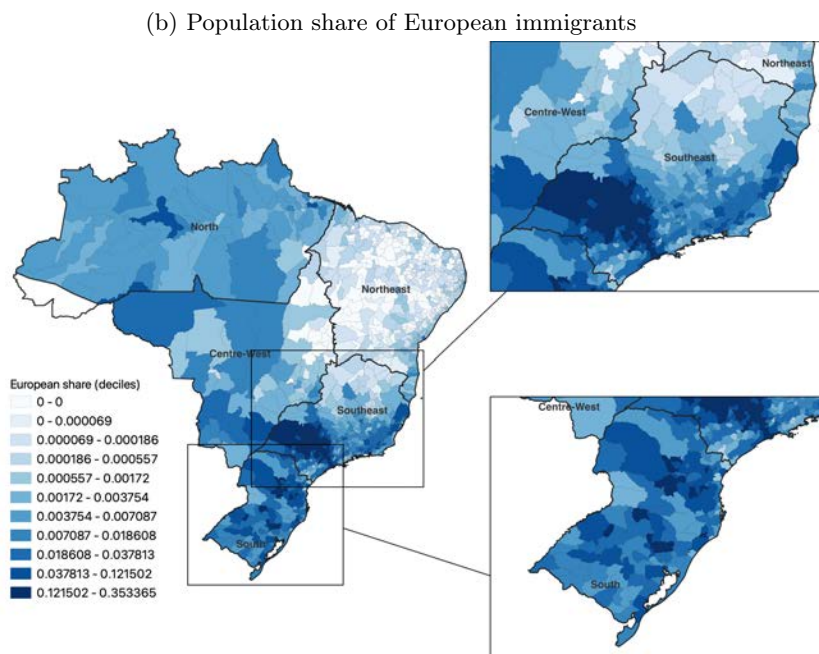 (b) Population share of European immigrants
Northeast
Centre-West
Southeast
North
Northeast
Centre-West
Southeast
South
European share (deciles)
0 - 0
0 - 0.000069
0.000069 - 0.000186
0.000186 - 0.000557
0.000557 - 0.00172
0.00172 - 0.003754
0.003754 - 0.007087
0.007087 - 0.018608
0.018608 - 0.037813
0.037813 - 0.121502
0.121502 - 0.353365
Centre-West
South